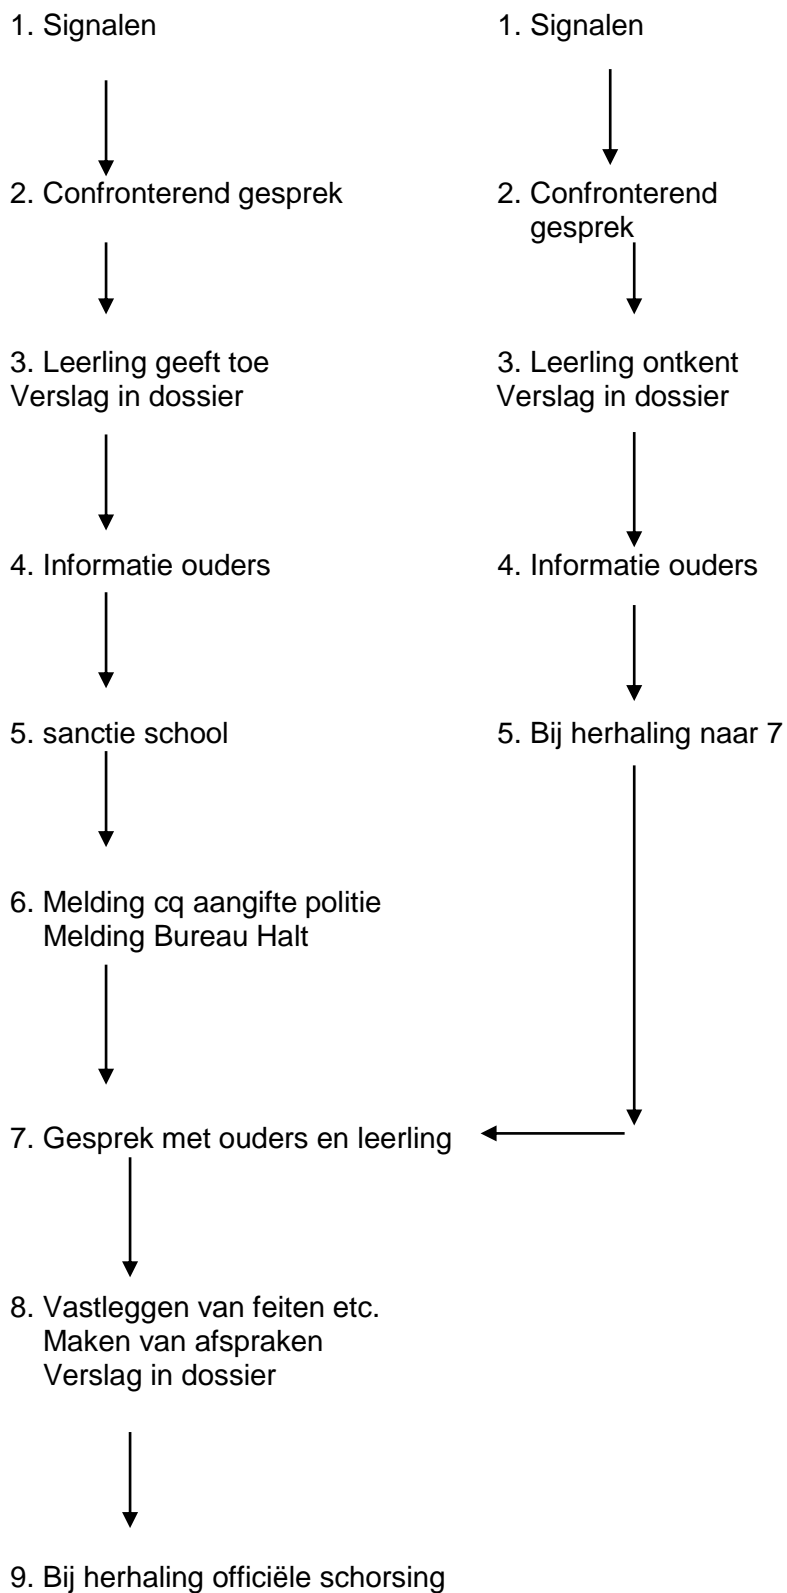 1. Signalen
2. Confronterend gesprek
3. Leerling geeft toe
Verslag in dossier
4. Informatie ouders
5. sanctie school
6. Melding cq aangifte politie
Melding Bureau Halt
7. Gesprek met ouders en leerling
8. Vastleggen van feiten etc.
Maken van afspraken
Verslag in dossier
9. Bij herhaling officiële schorsing
1. Signalen
2. Confronterend
gesprek
3. Leerling ontkent
Verslag in dossier
4. Informatie ouders
5. Bij herhaling naar 7